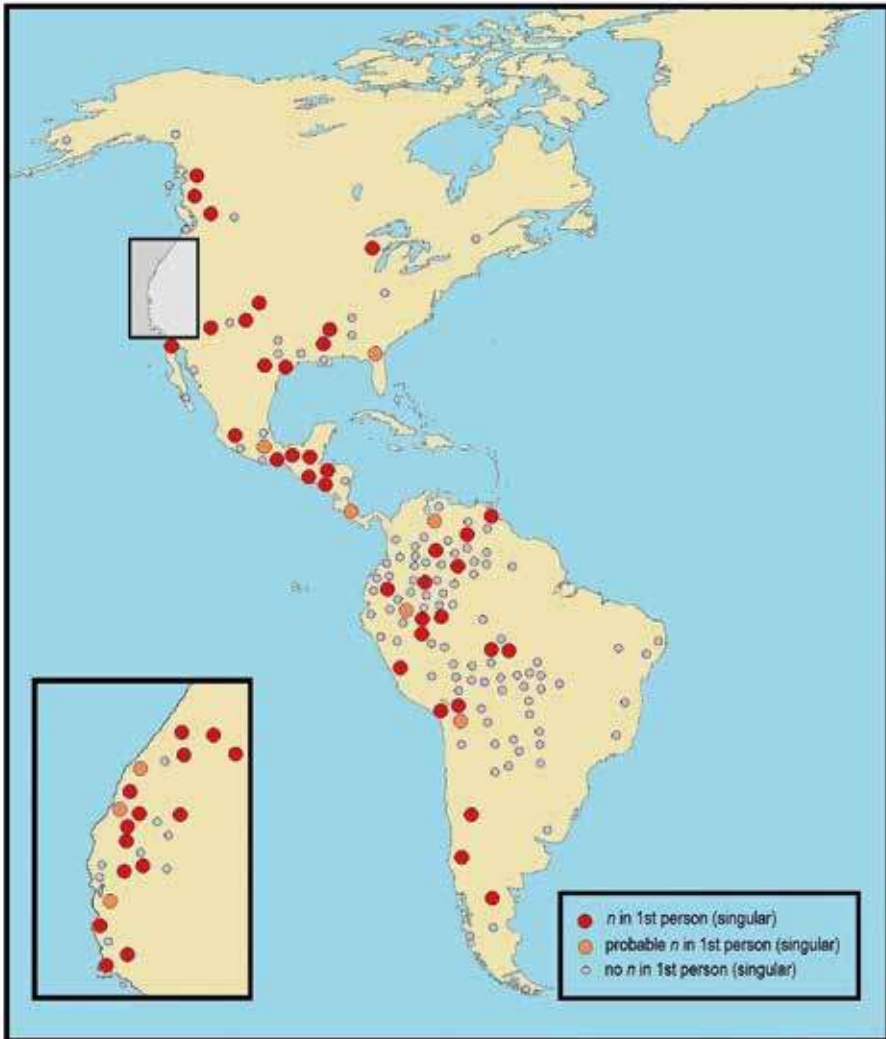 n in 1st person (singular)
probable n in 1st person (singular)
no n in 1st person (singular)